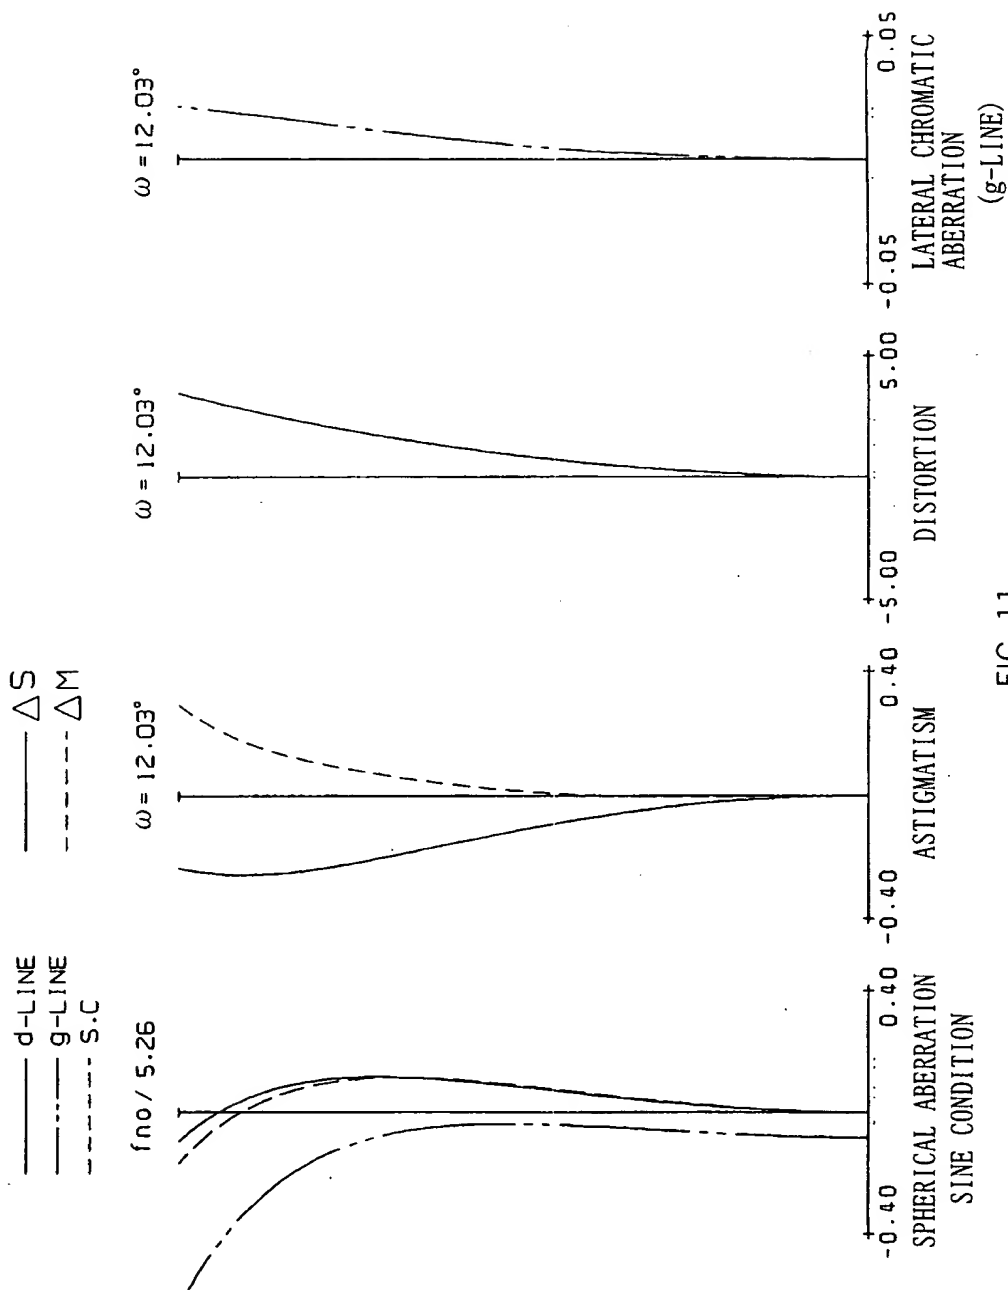 d-LINE
g-LINE
S.C
△S
△M
fno/ 5.26
ω=12.03°
ω=12.03°
ω=12.03°
-0.40
0.40
SPHERICAL ABERRATION
SINE CONDITION
-0.40
0.40
ASTIGMATISM
-5.00
5.00
DISTORTION
-0.05
0.05
LATERAL CHROMATIC
ABERRATION
(g-LINE)
FIG. 11